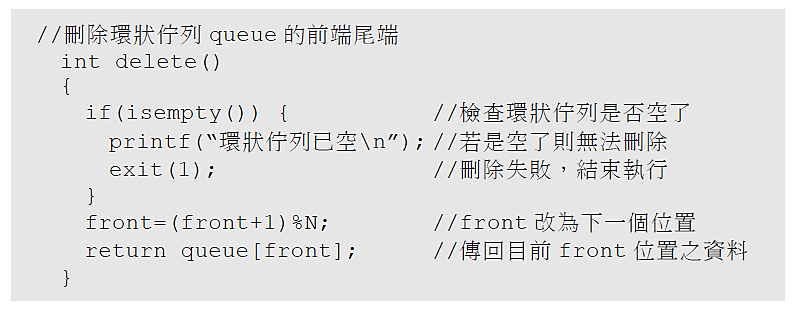 //刪除環狀佇列 queue 的前端尾端
int delete()
{
if(isempty()) { //檢查環狀佇列是否空了
printf(“環狀佇列已空\n”); //若是空了則無法刪除
exit(1); //刪除失敗，結束執行
}
front=(front+1)%N; //front 改為下一個位置
return queue[front]; //傳回目前 front 位置之資料
}